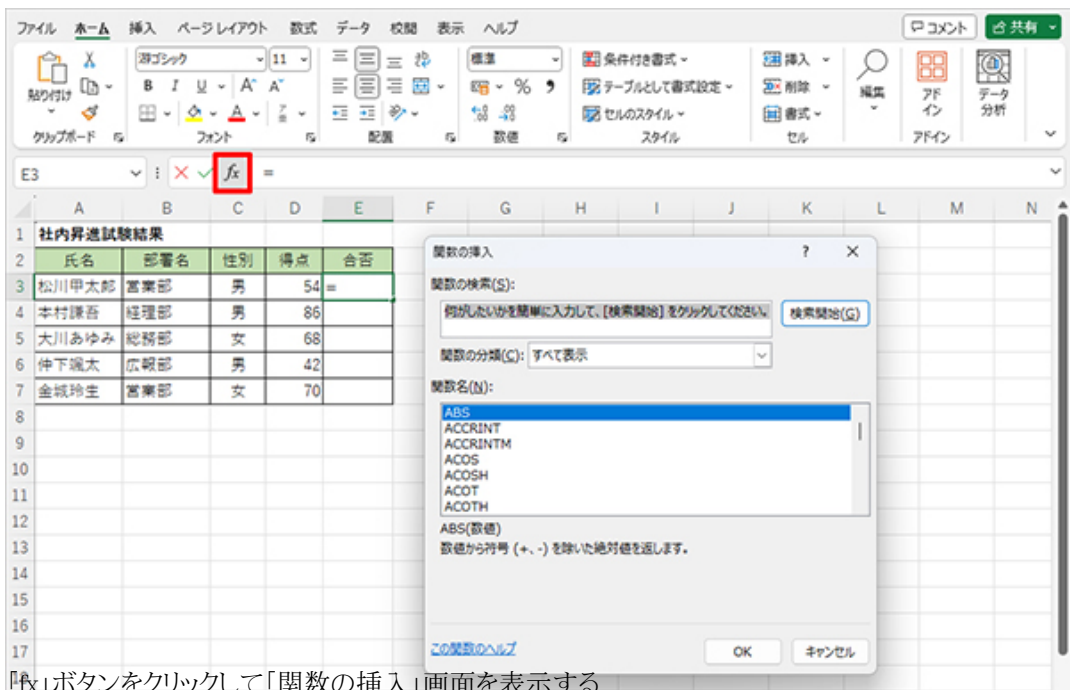 ファイル ホーム 挿入 ページ レイアウト 数式 データ 校閲 表示 ヘルプ コメント 共有
貼り付け 游ゴシック 11 B I U A^ A˅ A 標準 % 9 条件付き書式 テーブルとして書式設定 セルのスタイル 挿入 削除 書式 編集 アドイン データ分析
クリップボード フォント 配置 数値 スタイル セル アドイン
E3 fx =
A B C D E F G H I J K L M N
1 社内昇進試験結果
2 氏名 部署名 性別 得点 合否
3 松川甲太郎 営業部 男 54 =
4 本村謙吾 経理部 男 86
5 大川あゆみ 総務部 女 68
6 仲下颯太 広報部 男 42
7 金城玲生 営業部 女 70
8
9
10
11
12
13
14
15
16
17
関数の挿入 ? ×
関数の検索(S):
何がしたいかを簡単に入力して、[検索開始] をクリックしてください。 検索開始(G)
関数の分類(C): すべて表示
関数名(N):
ABS
ACCRINT
ACCRINTM
ACOS
ACOSH
ACOT
ACOTH
ABS(数値)
数値から符号 (+、-) を除いた絶対値を返します。
この関数のヘルプ OK キャンセル
「fx」ボタンをクリックして「関数の挿入」画面を表示する